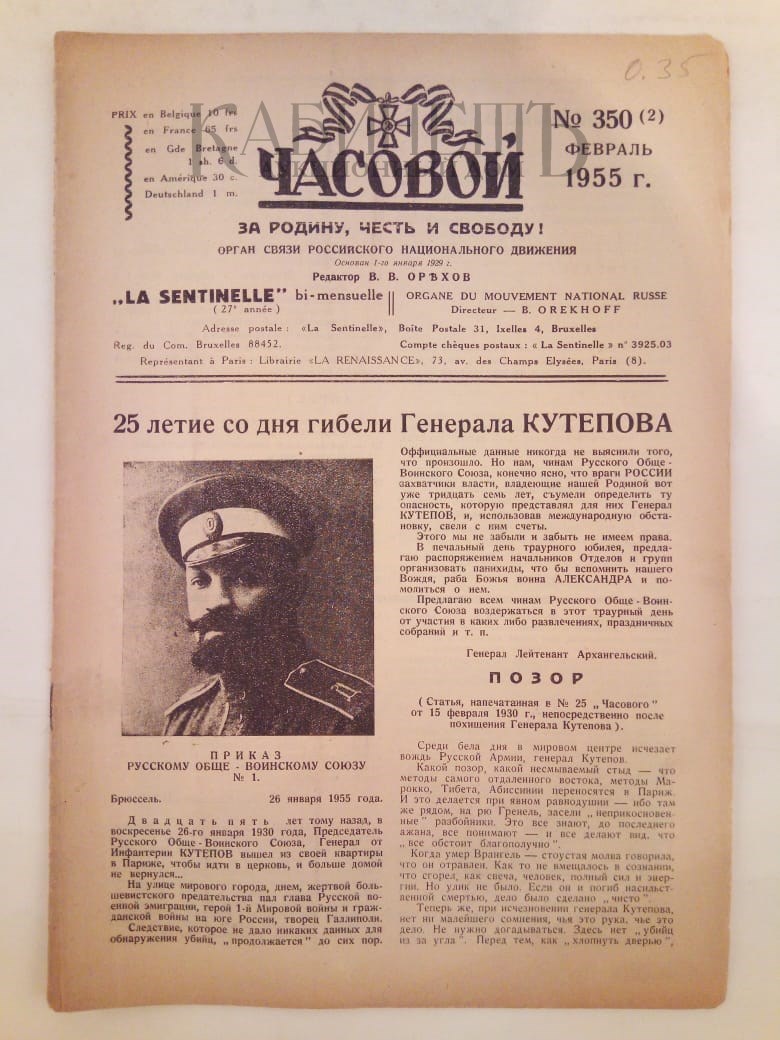 0.35
КАБИНЕТЪ
АУКЦИОННЫЙ ДОМ
PRIX en Belgique 10 frs
en France 65 frs
en Gde Bretagne
1 sh. 6 d.
en Amérique 30 c.
Deutschland 1 m.
ЧАСОВОЙ
№ 350 (2)
ФЕВРАЛЬ
1955 г.
ЗА РОДИНУ, ЧЕСТЬ И СВОБОДУ!
ОРГАН СВЯЗИ РОССИЙСКОГО НАЦИОНАЛЬНОГО ДВИЖЕНИЯ
Основан 1-го января 1929 г.
Редактор В. В. ОРѢХОВ
„LA SENTINELLE" bi-mensuelle
(27e année)
ORGANE DU MOUVEMENT NATIONAL RUSSE
Directeur — B. OREKHOFF
Adresse postale : «La Sentinelle», Boîte Postale 31, Ixelles 4, Bruxelles
Reg. du Com. Bruxelles 88452. Compte chèques postaux : « La Sentinelle » n° 3925.03
Représentant à Paris : Librairie «LA RENAISSANCE», 73, av. des Champs Elysées, Paris (8).
25 летие со дня гибели Генерала КУТЕПОВА
ПРИКАЗ
РУССКОМУ ОБЩЕ - ВОИНСКОМУ СОЮЗУ
№ 1.
Брюссель. 26 января 1955 года.
Двадцать пять лет тому назад, в
воскресенье 26-го января 1930 года, Председатель
Русского Обще-Воинского Союза, Генерал от
Инфантерии КУТЕПОВ вышел из своей квартиры
в Париже, чтобы идти в церковь, и больше домой
не вернулся...
На улице мирового города, днем, жертвой боль-
шевистского предательства пал глава Русской во-
енной эмиграции, герой 1-й Мировой войны и граж-
данской войны на юге России, творец Галлиполи.
Следствие, которое не дало никаких данных для
обнаружения убийц, „продолжается" до сих пор.
Оффициальные данные никогда не выяснили того,
что произошло. Но нам, чинам Русского Обще -
Воинского Союза, конечно ясно, что враги РОССИИ
захватчики власти, владеющие нашей Родиной вот
уже тридцать семь лет, съумели определить ту
опасность, которую представлял для них Генерал
КУТЕПОВ, и, использовав международную обста-
новку, свели с ним счеты.
Этого мы не забыли и забыть не имеем права.
В печальный день траурного юбилея, предла-
гаю распоряжением начальников Отделов и групп
организовать панихиды, что бы вспомнить нашего
Вождя, раба Божья воина АЛЕКСАНДРА и по-
молиться о нем.
Предлагаю всем чинам Русского Обще - Воин-
ского Союза воздержаться в этот траурный день
от участия в каких либо развлечениях, праздничных
собраний и т. п.
Генерал Лейтенант Архангельский.
ПОЗОР
( Статья, напечатанная в № 25 „Часового"
от 15 февраля 1930 г., непосредственно после
похищения Генерала Кутепова ).
Среди бела дня в мировом центре исчезает
вождь Русской Армии, генерал Кутепов.
Какой позор, какой несмываемый стыд — что
методы самого отдаленного востока, методы Ма-
рокко, Тибета, Абиссинии переносятся в Париж.
И это делается при явном равнодушии — ибо там
же рядом, на рю Гренель, засели „неприкосновен-
ные" разбойники. Это все знают, до последнего
ажана, все понимают — и все делают вид, что
„ все обстоит благополучно".
Когда умер Врангель — стоустая молва говорила,
что он отравлен. Как то не вмещалось в сознании,
что сгорел, как свеча, человек, полный сил и энер-
гии. Но улик не было. Если он и погиб насильст-
венной смертью, дело было сделано „чисто".
Теперь же, при исчезновении генерала Кутепова,
нет ни малейшего сомнения, чья это рука, чье это
дело. Не нужно догадываться. Здесь нет „убийц
из за угла". Перед тем, как „хлопнуть дверью",